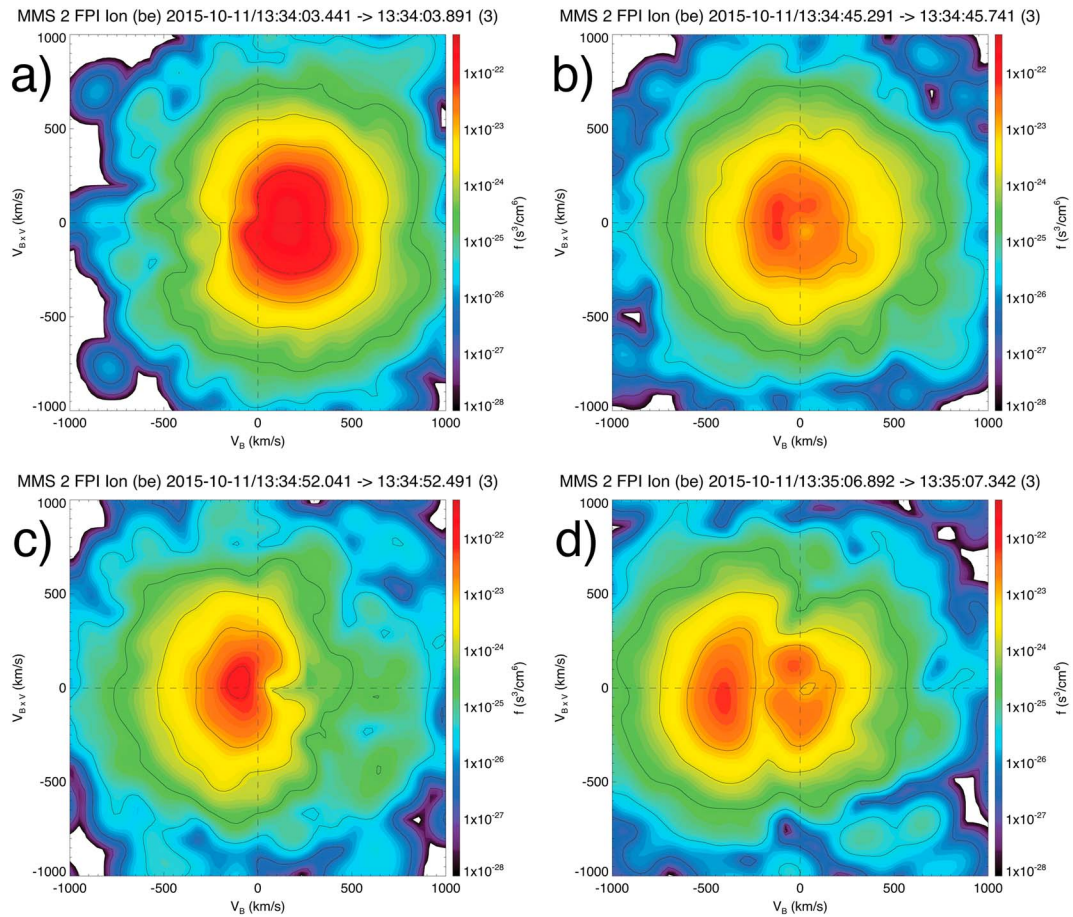 MMS 2 FPI Ion (be) 2015-10-11/13:34:03.441 -> 13:34:03.891 (3)
a)
1000
500
0
-500
-1000
V_B x V (km/s)
-1000
-500
0
500
1000
V_B (km/s)
1x10^-22
1x10^-23
1x10^-24
1x10^-25
1x10^-26
1x10^-27
1x10^-28
f (s^3/cm^6)
MMS 2 FPI Ion (be) 2015-10-11/13:34:45.291 -> 13:34:45.741 (3)
b)
1000
500
0
-500
-1000
V_B x V (km/s)
-1000
-500
0
500
1000
V_B (km/s)
1x10^-22
1x10^-23
1x10^-24
1x10^-25
1x10^-26
1x10^-27
1x10^-28
f (s^3/cm^6)
MMS 2 FPI Ion (be) 2015-10-11/13:34:52.041 -> 13:34:52.491 (3)
c)
1000
500
0
-500
-1000
V_B x V (km/s)
-1000
-500
0
500
1000
V_B (km/s)
1x10^-22
1x10^-23
1x10^-24
1x10^-25
1x10^-26
1x10^-27
1x10^-28
f (s^3/cm^6)
MMS 2 FPI Ion (be) 2015-10-11/13:35:06.892 -> 13:35:07.342 (3)
d)
1000
500
0
-500
-1000
V_B x V (km/s)
-1000
-500
0
500
1000
V_B (km/s)
1x10^-22
1x10^-23
1x10^-24
1x10^-25
1x10^-26
1x10^-27
1x10^-28
f (s^3/cm^6)